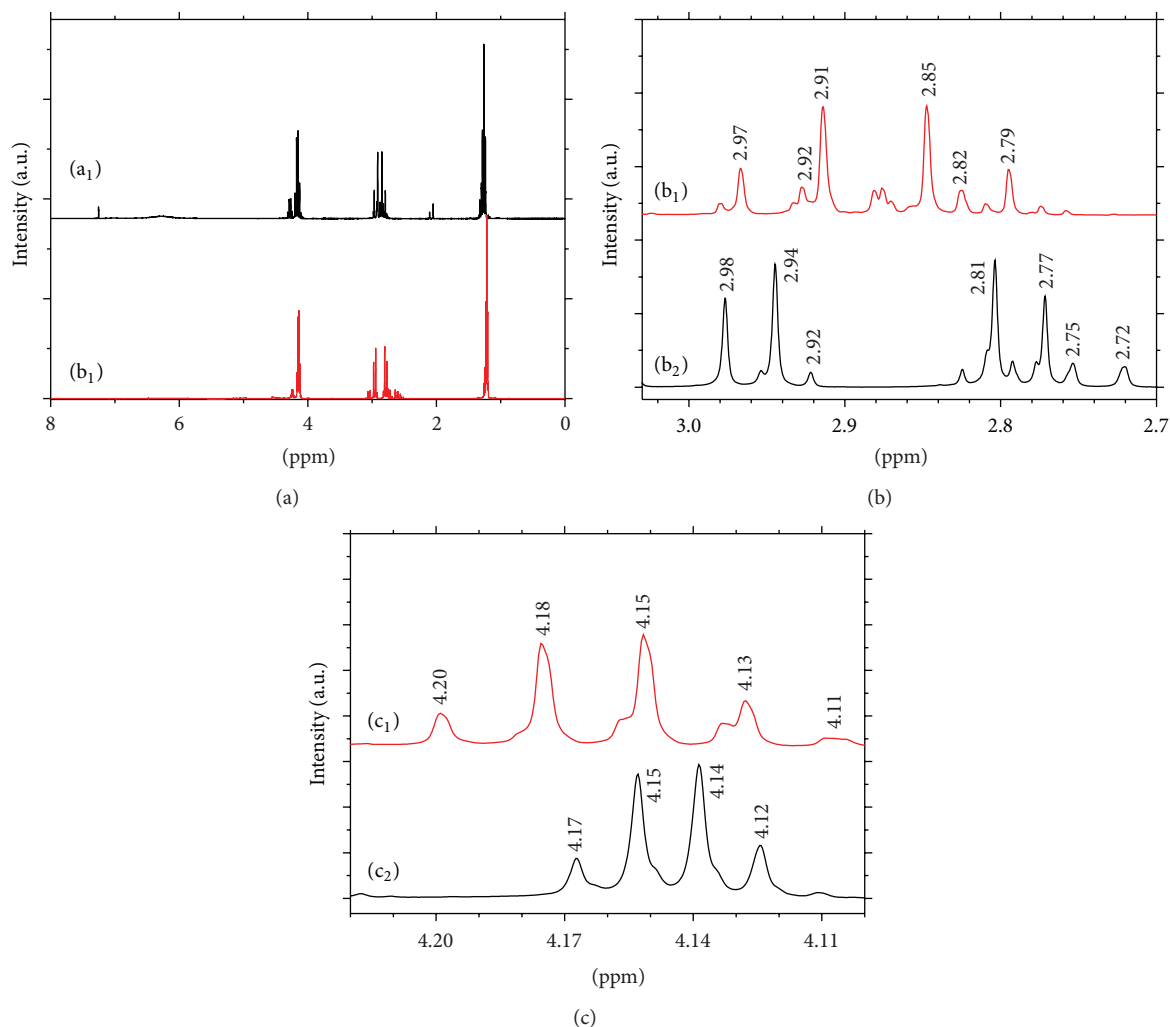 Intensity (a.u.)
(a₁)
(b₁)
8
6
4
2
0
(ppm)
(a)
Intensity (a.u.)
2.97
2.92
2.91
2.85
2.82
2.79
(b₁)
2.98
2.94
2.92
2.81
2.77
2.75
2.72
(b₂)
3.0
2.9
2.8
2.7
(ppm)
(b)
Intensity (a.u.)
4.20
4.18
4.15
4.13
4.11
(c₁)
4.17
4.15
4.14
4.12
(c₂)
4.20
4.17
4.14
4.11
(ppm)
(c)